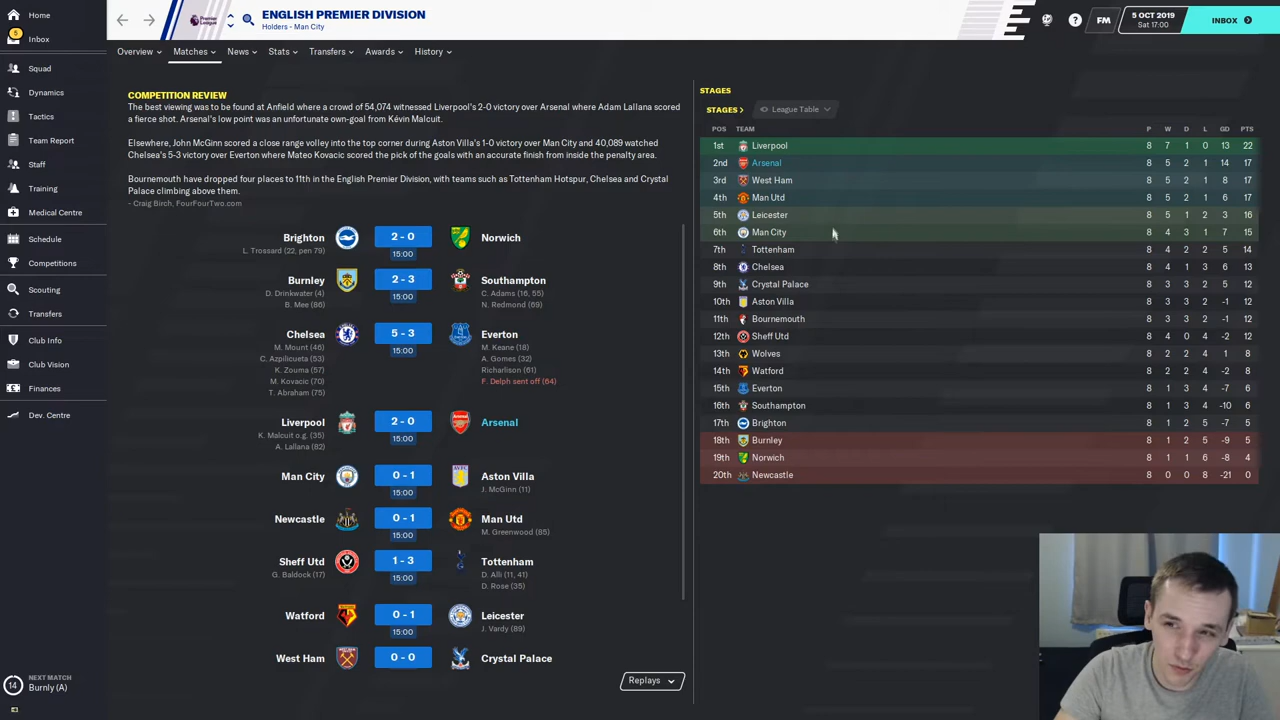 Home
5
Inbox
Squad
Dynamics
Tactics
Team Report
Staff
Training
Medical Centre
Schedule
Competitions
Scouting
Transfers
Club Info
Club Vision
Finances
Dev. Centre
14
NEXT MATCH
Burnly (A)
Premier League
ENGLISH PREMIER DIVISION
Holders - Man City
?
FM
5 OCT 2019
Sat 17:00
INBOX
Overview
Matches
News
Stats
Transfers
Awards
History
COMPETITION REVIEW
The best viewing was to be found at Anfield where a crowd of 54,074 witnessed Liverpool's 2-0 victory over Arsenal where Adam Lallana scored
a fierce shot. Arsenal's low point was an unfortunate own-goal from Kévin Malcuit.
Elsewhere, John McGinn scored a close range volley into the top corner during Aston Villa's 1-0 victory over Man City and 40,089 watched
Chelsea's 5-3 victory over Everton where Mateo Kovacic scored the pick of the goals with an accurate finish from inside the penalty area.
Bournemouth have dropped four places to 11th in the English Premier Division, with teams such as Tottenham Hotspur, Chelsea and Crystal
Palace climbing above them.
- Craig Birch, FourFourTwo.com
Brighton 2 - 0 Norwich
L. Trossard (22, pen 79) 15:00
Burnley 2 - 3 Southampton
D. Drinkwater (4) 15:00 C. Adams (16, 55)
B. Mee (86) N. Redmond (69)
Chelsea 5 - 3 Everton
M. Mount (46) 15:00 M. Keane (18)
C. Azpilicueta (53) A. Gomes (32)
K. Zouma (57) Richarlison (61)
M. Kovacic (70) F. Delph sent off (64)
T. Abraham (75)
Liverpool 2 - 0 Arsenal
K. Malcuit o.g. (35) 15:00
A. Lallana (82)
Man City 0 - 1 Aston Villa
15:00 J. McGinn (11)
Newcastle 0 - 1 Man Utd
15:00 M. Greenwood (85)
Sheff Utd 1 - 3 Tottenham
G. Baldock (17) 15:00 D. Alli (11, 41)
D. Rose (35)
Watford 0 - 1 Leicester
15:00 J. Vardy (89)
West Ham 0 - 0 Crystal Palace
Replays
STAGES
STAGES > League Table
POS TEAM P W D L GD PTS
1st Liverpool 8 7 1 0 13 22
2nd Arsenal 8 5 2 1 14 17
3rd West Ham 8 5 2 1 8 17
4th Man Utd 8 5 2 1 6 17
5th Leicester 8 5 1 2 3 16
6th Man City 8 4 3 1 7 15
7th Tottenham 8 4 2 2 5 14
8th Chelsea 8 4 1 3 6 13
9th Crystal Palace 8 3 3 2 5 12
10th Aston Villa 8 3 3 2 -1 12
11th Bournemouth 8 3 3 2 -1 12
12th Sheff Utd 8 4 0 4 -2 12
13th Wolves 8 2 2 4 1 8
14th Watford 8 2 2 4 -2 8
15th Everton 8 1 3 4 -7 6
16th Southampton 8 1 3 4 -10 6
17th Brighton 8 1 2 5 -7 5
18th Burnley 8 1 2 5 -9 5
19th Norwich 8 1 1 6 -8 4
20th Newcastle 8 0 0 8 -21 0